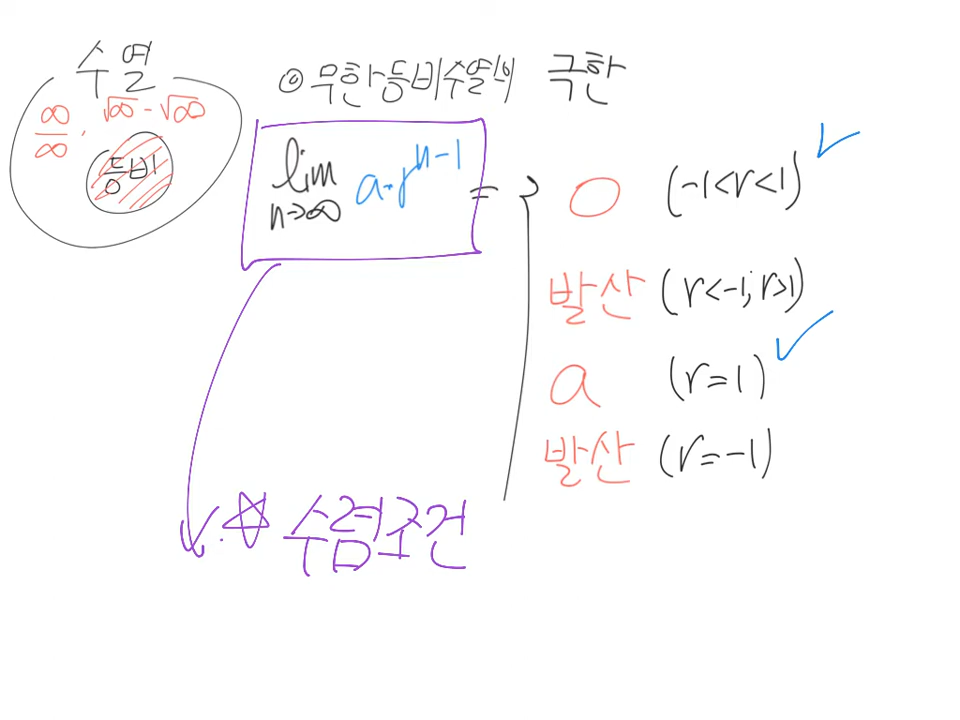 수열
∞/∞, √∞ - √∞
등비
◎ 무한등비수열의 극한
lim n→∞ a·r^(n-1) =
0 (-1<r<1) ✓
발산 (r<-1, r>1)
a (r=1) ✓
발산 (r=-1)
☆ 수렴조건